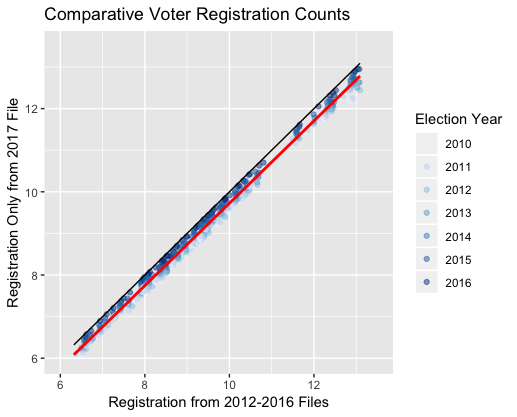 Comparative Voter Registration Counts
Registration Only from 2017 File
12
10
8
6
6 8 10 12
Registration from 2012-2016 Files
Election Year
2010
2011
2012
2013
2014
2015
2016